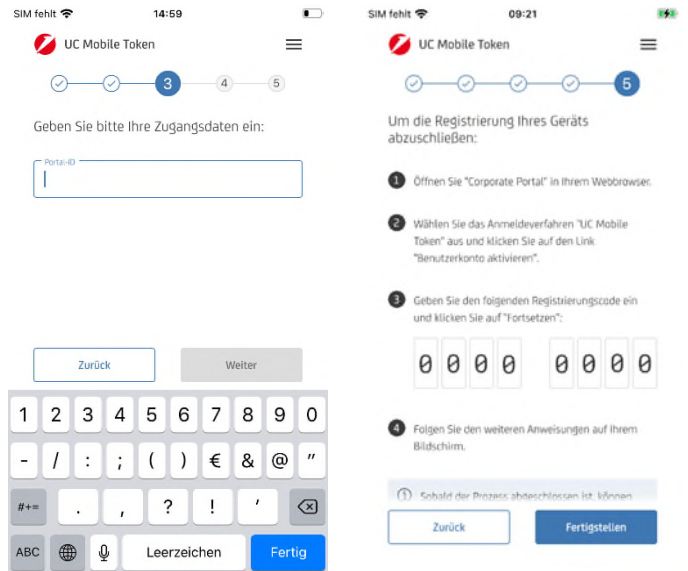 SIM fehlt 14:59
UC Mobile Token
3 4 5
Geben Sie bitte Ihre Zugangsdaten ein:
Portal-ID
Zurück Weiter
1 2 3 4 5 6 7 8 9 0
- / : ; ( ) € & @ "
#+= . , ? ! '
ABC Leerzeichen Fertig
SIM fehlt 09:21
UC Mobile Token
5
Um die Registrierung Ihres Geräts
abzuschließen:
1 Öffnen Sie "Corporate Portal" in Ihrem Webbrowser.
2 Wählen Sie das Anmeldeverfahren "UC Mobile
Token" aus und klicken Sie auf den Link
"Benutzerkonto aktivieren".
3 Geben Sie den folgenden Registrierungscode ein
und klicken Sie auf "Fortsetzen":
0 0 0 0 0 0 0 0
4 Folgen Sie den weiteren Anweisungen auf Ihrem
Bildschirm.
Sobald der Prozess abgeschlossen ist, können
Zurück Fertigstellen